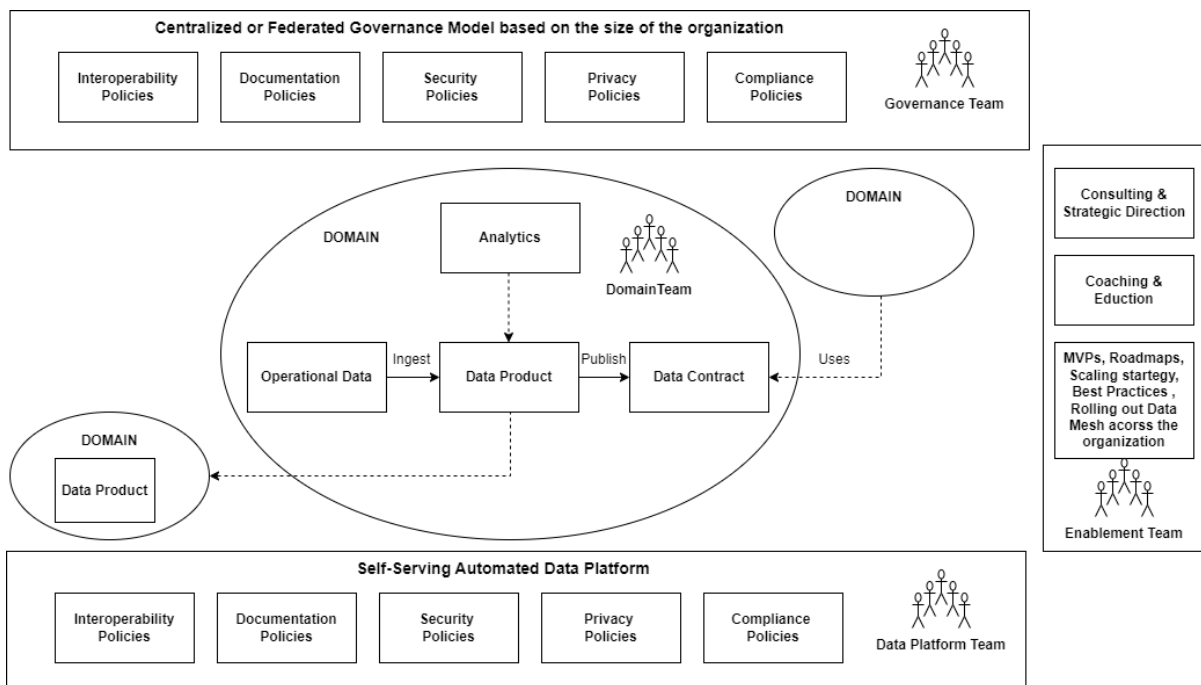 Centralized or Federated Governance Model based on the size of the organization
Interoperability
Policies
Documentation
Policies
Security
Policies
Privacy
Policies
Compliance
Policies
Governance Team
DOMAIN
Analytics
DomainTeam
DOMAIN
Operational Data
Ingest
Data Product
Publish
Data Contract
Uses
DOMAIN
Data Product
Consulting &
Strategic Direction
Coaching &
Eduction
MVPs, Roadmaps,
Scaling startegy,
Best Practices ,
Rolling out Data
Mesh acorss the
organization
Enablement Team
Self-Serving Automated Data Platform
Interoperability
Policies
Documentation
Policies
Security
Policies
Privacy
Policies
Compliance
Policies
Data Platform Team